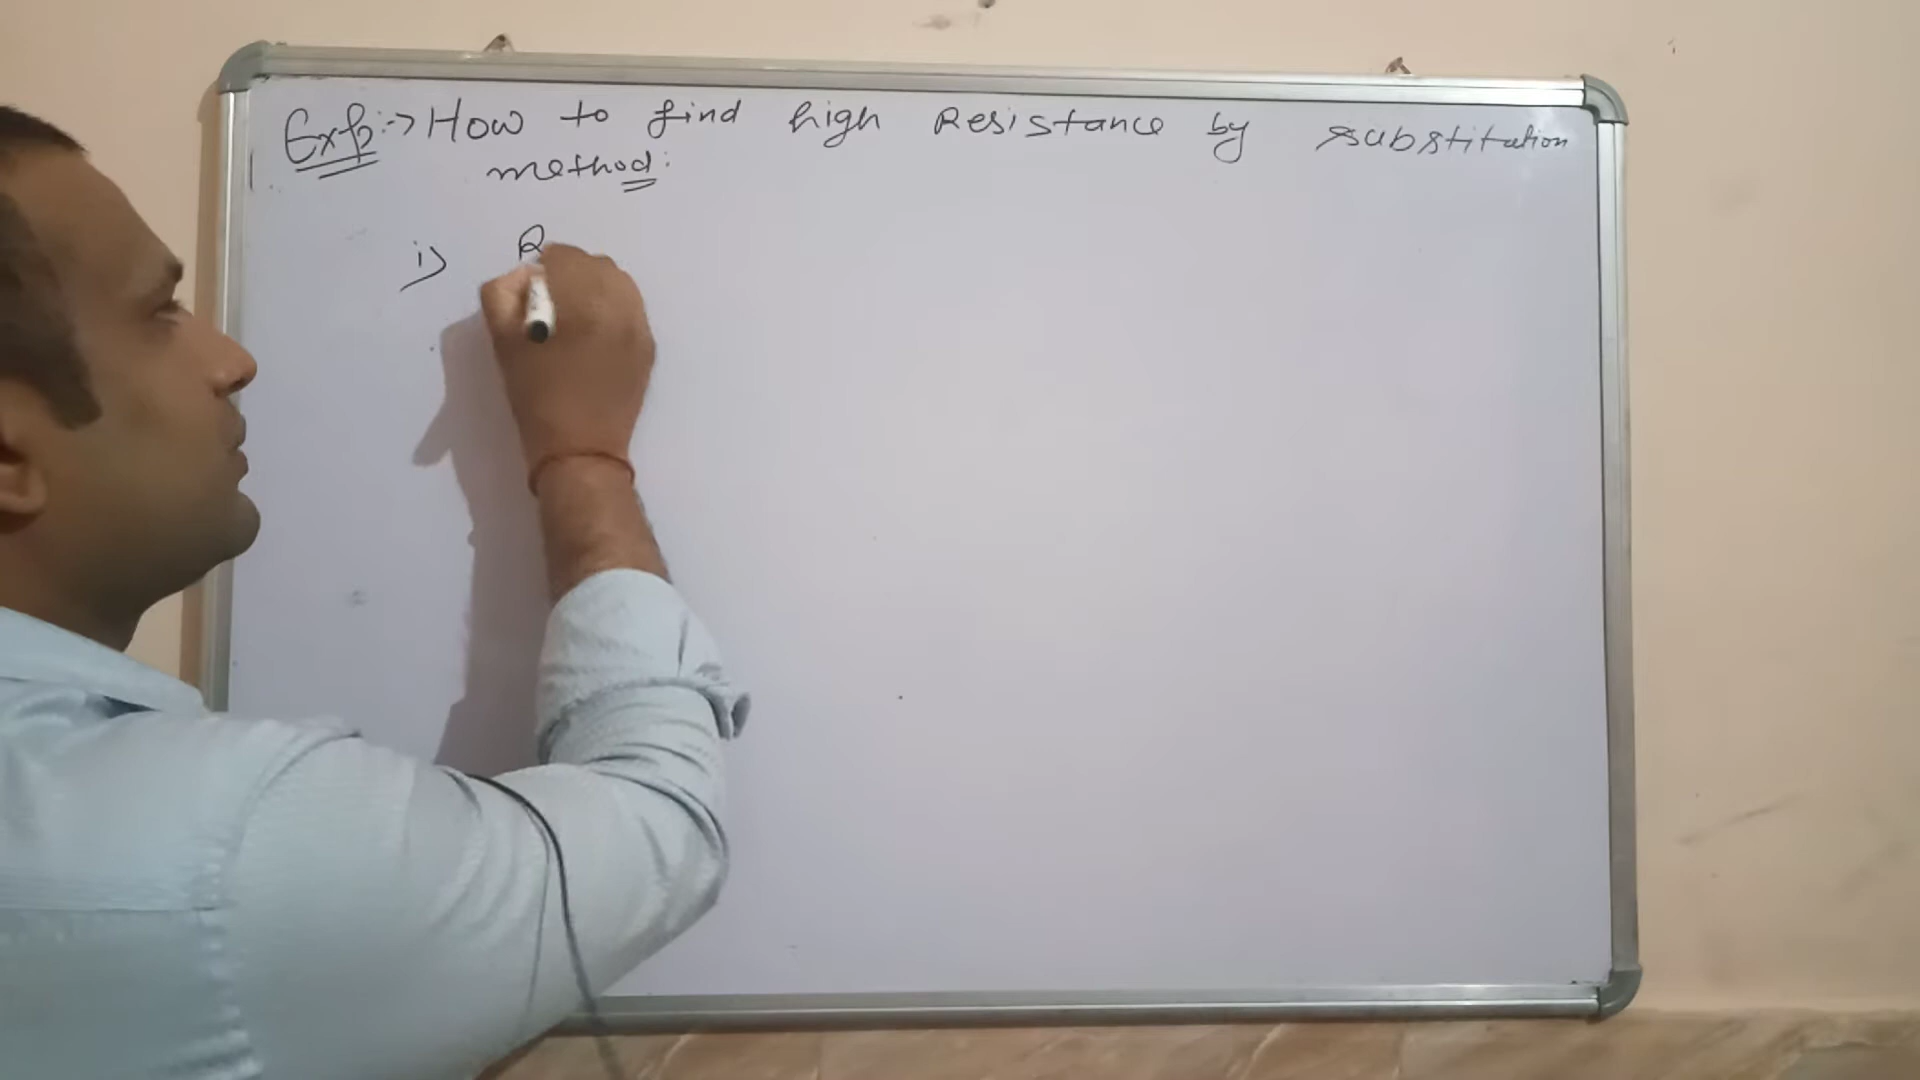 Exp:→ How to find high Resistance by substitution
method:
i) R